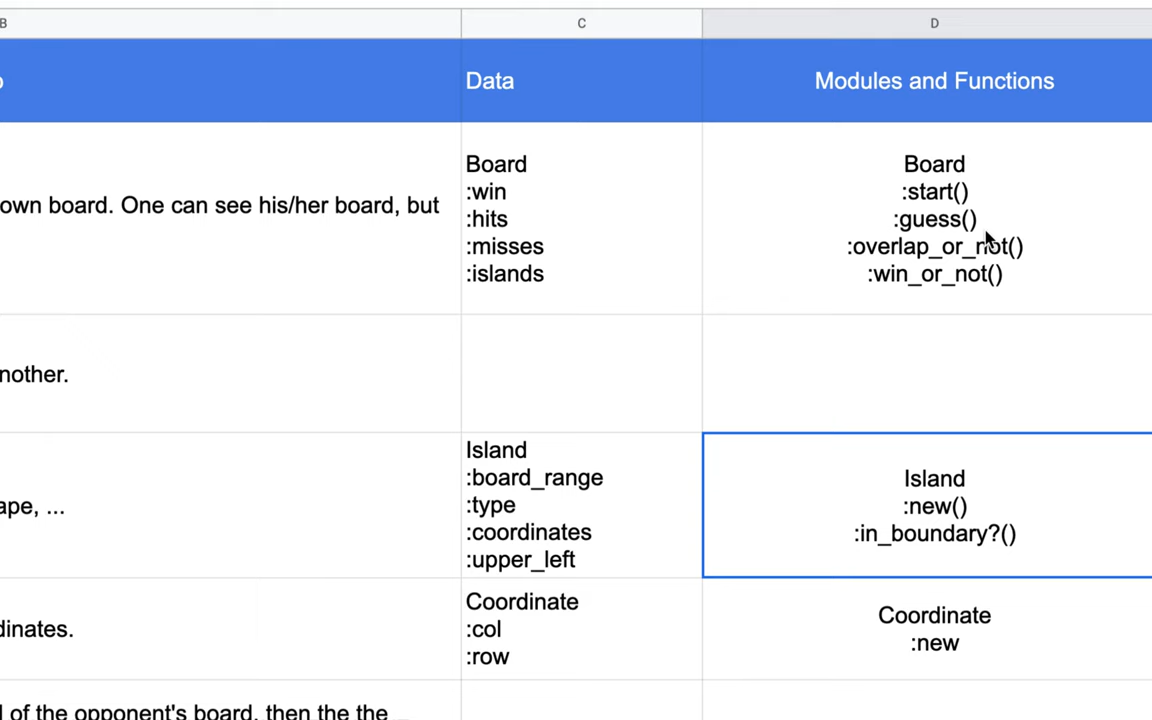 B
C
D
Data
Modules and Functions
own board. One can see his/her board, but
Board
:win
:hits
:misses
:islands
Board
:start()
:guess()
:overlap_or_not()
:win_or_not()
nother.
ape, ...
Island
:board_range
:type
:coordinates
:upper_left
Island
:new()
:in_boundary?()
dinates.
Coordinate
:col
:row
Coordinate
:new
of the opponent's board, then the the